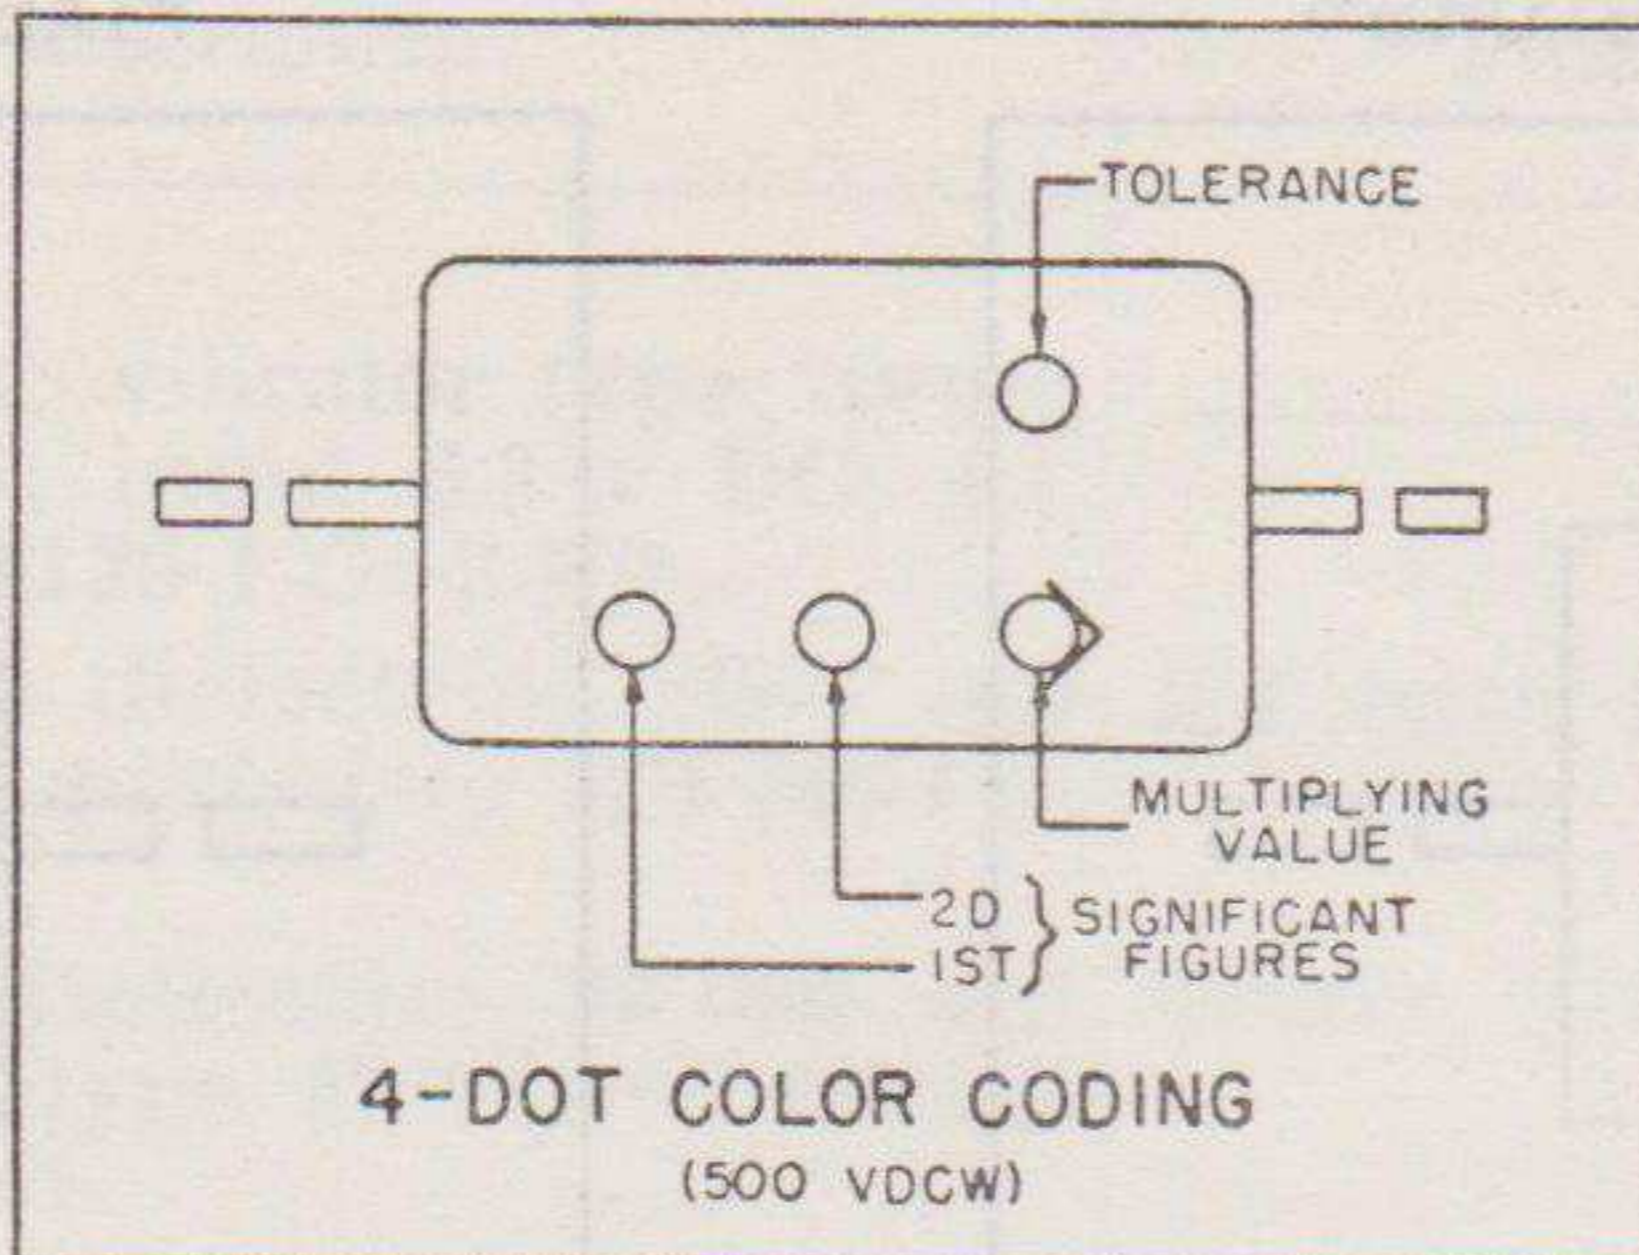 TOLERANCE
MULTIPLYING
VALUE
2D
1ST
SIGNIFICANT
FIGURES
4-DOT COLOR CODING
(500 VDCW)